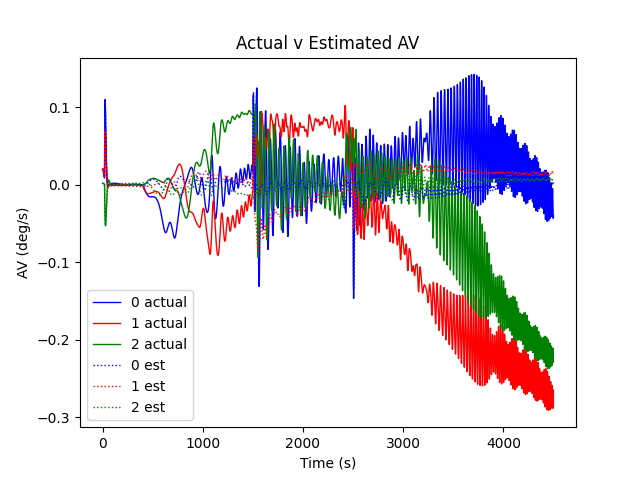 Actual v Estimated AV
AV (deg/s)
0.1
0.0
−0.1
−0.2
−0.3
0 actual
1 actual
2 actual
0 est
1 est
2 est
0
1000
2000
3000
4000
Time (s)